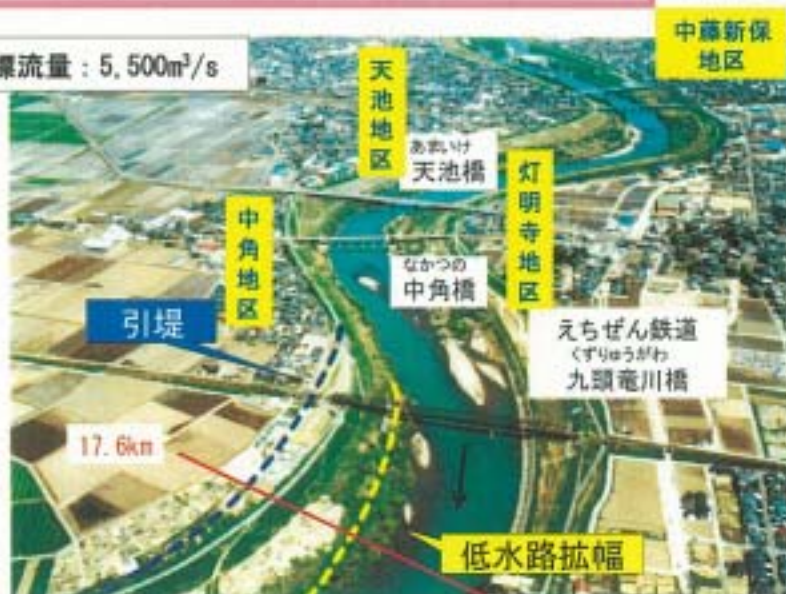 標流量：5,500m³/s
中藤新保
地区
天池地区
あまいけ
天池橋
灯明寺地区
中角地区
なかつの
中角橋
引堤
えちぜん鉄道
くずりゅうがわ
九頭竜川橋
17.6km
低水路拡幅